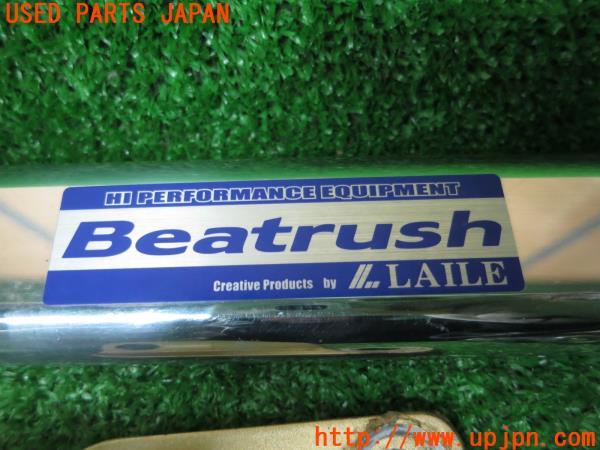 USED PARTS JAPAN
HI PERFORMANCE EQUIPMENT
Beatrush
Creative Products by LAILE
http://www.upjpn.com